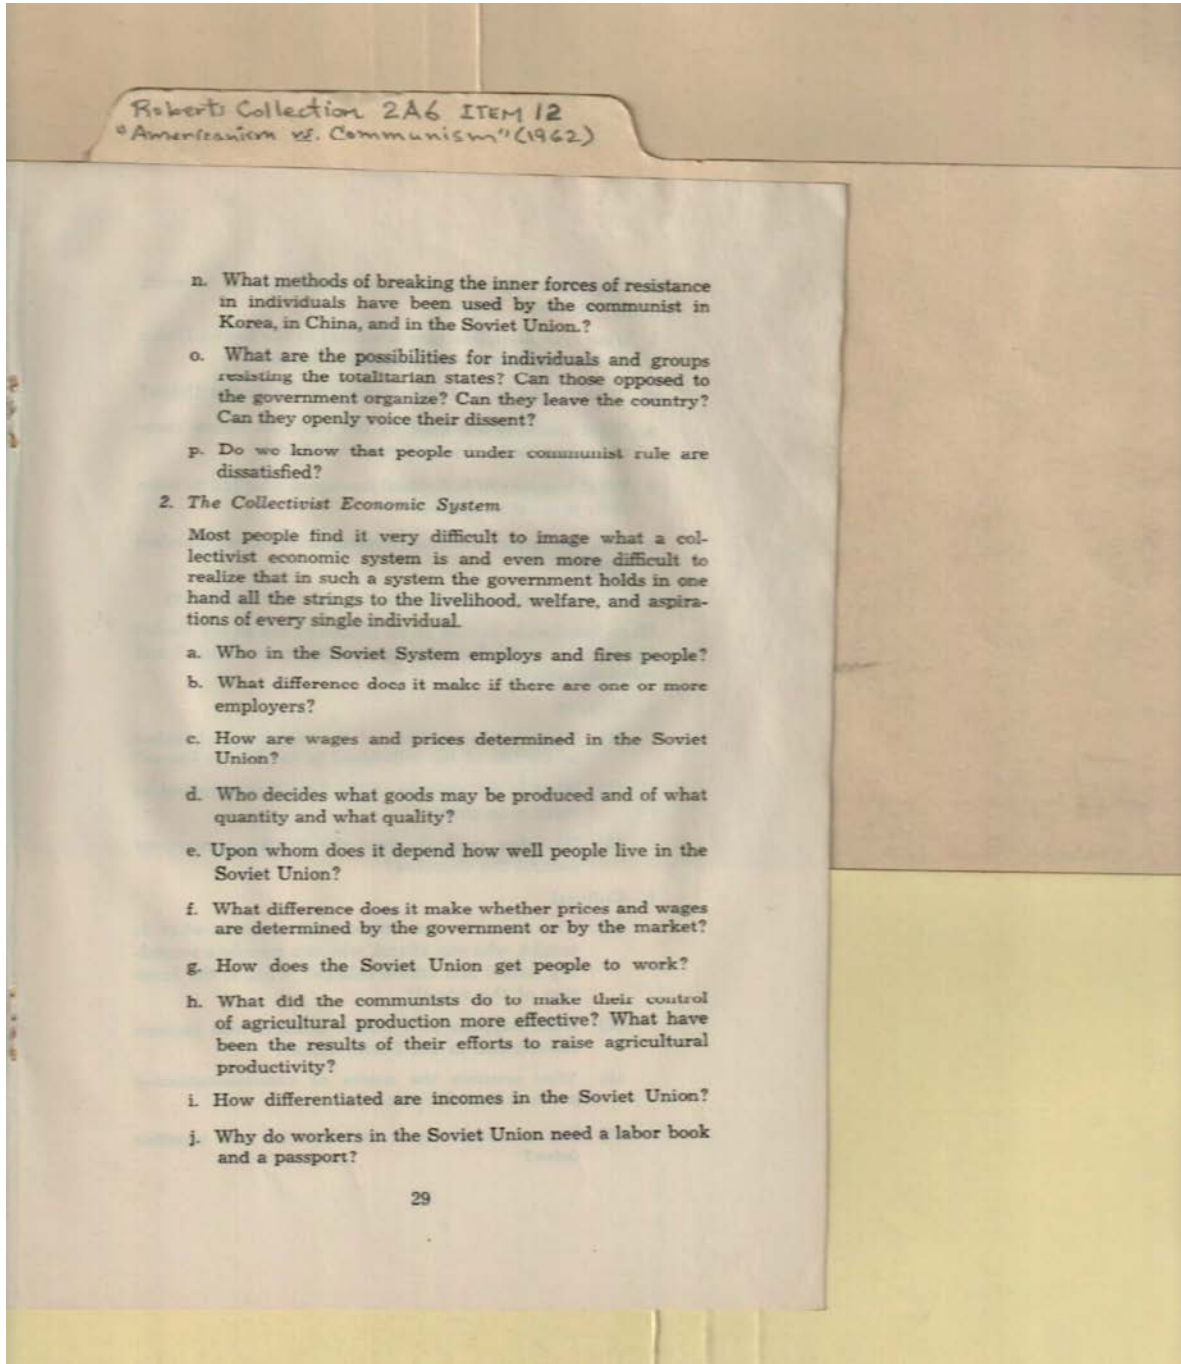 Roberts Collection 2A6 ITEM 12
"Americanism vs. Communism" (1962)
n. What methods of breaking the inner forces of resistance
in individuals have been used by the communist in
Korea, in China, and in the Soviet Union.?
o. What are the possibilities for individuals and groups
resisting the totalitarian states? Can those opposed to
the government organize? Can they leave the country?
Can they openly voice their dissent?
p. Do we know that people under communist rule are
dissatisfied?
2. The Collectivist Economic System
Most people find it very difficult to image what a col-
lectivist economic system is and even more difficult to
realize that in such a system the government holds in one
hand all the strings to the livelihood, welfare, and aspira-
tions of every single individual.
a. Who in the Soviet System employs and fires people?
b. What difference does it make if there are one or more
employers?
c. How are wages and prices determined in the Soviet
Union?
d. Who decides what goods may be produced and of what
quantity and what quality?
e. Upon whom does it depend how well people live in the
Soviet Union?
f. What difference does it make whether prices and wages
are determined by the government or by the market?
g. How does the Soviet Union get people to work?
h. What did the communists do to make their control
of agricultural production more effective? What have
been the results of their efforts to raise agricultural
productivity?
i. How differentiated are incomes in the Soviet Union?
j. Why do workers in the Soviet Union need a labor book
and a passport?
29